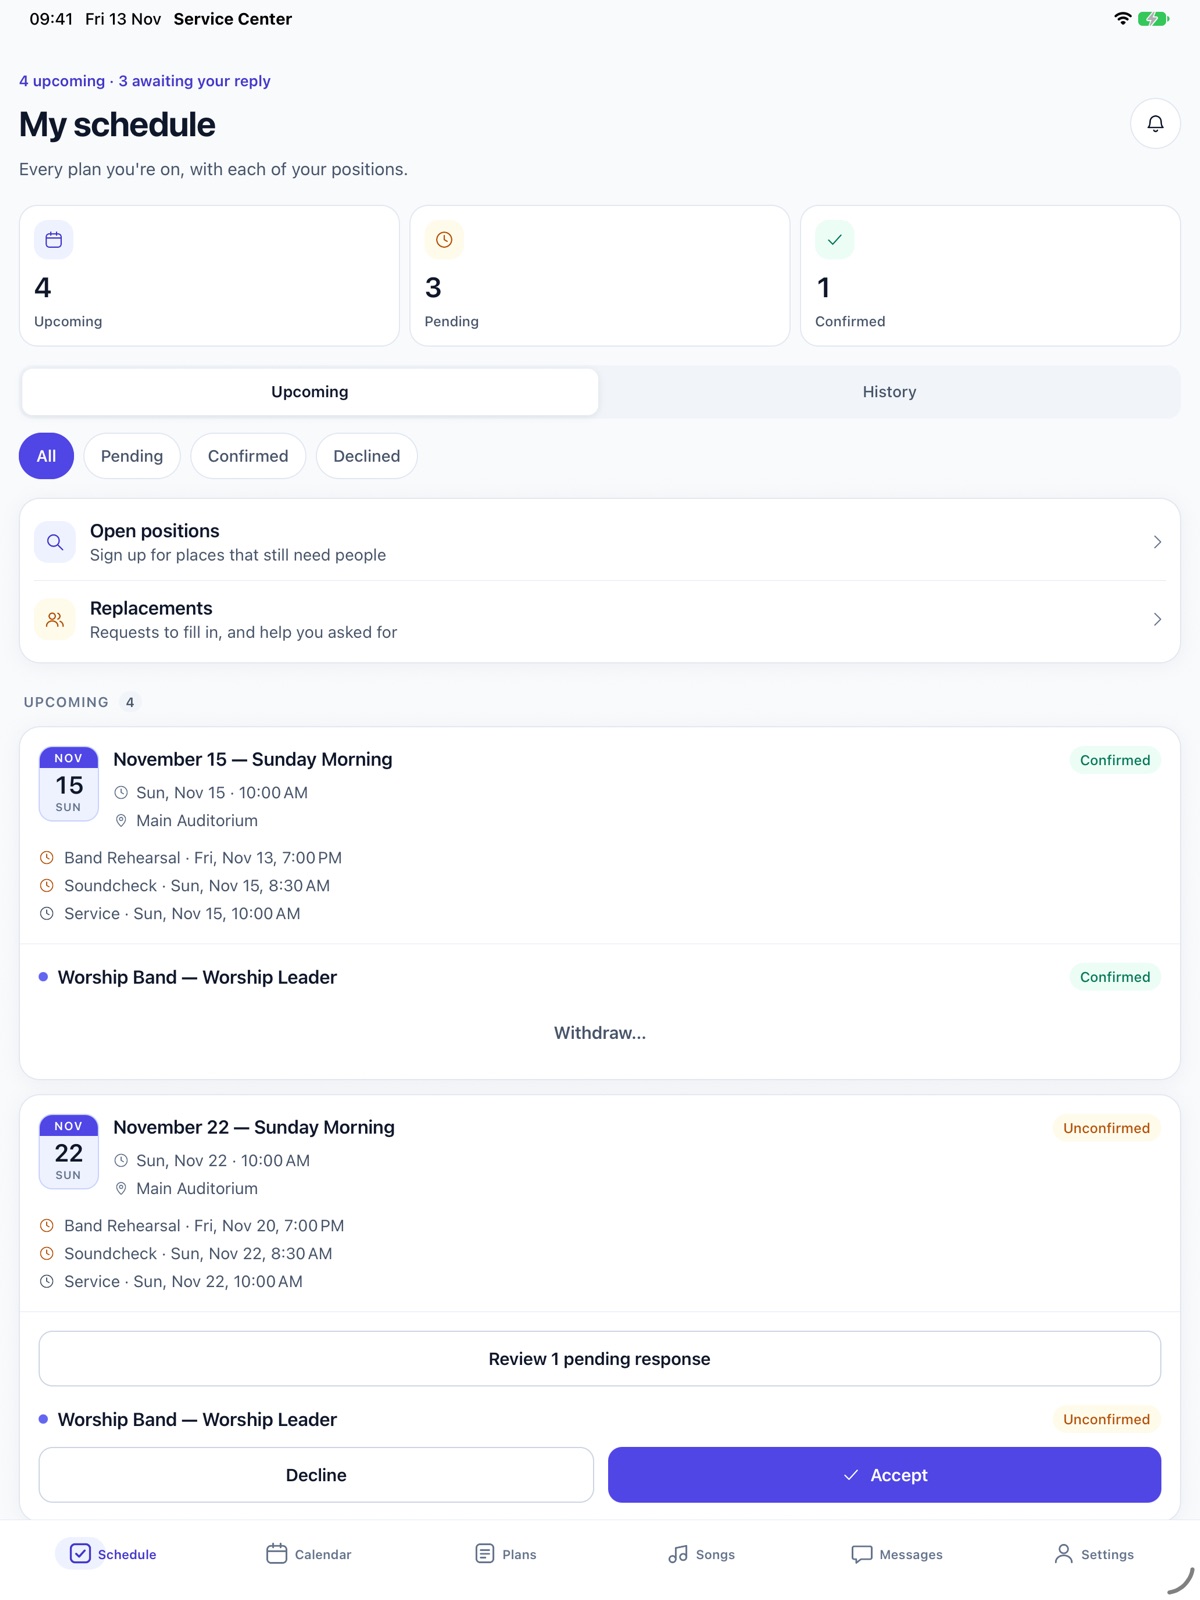 09:41 Fri 13 Nov Service Center
4 upcoming · 3 awaiting your reply
My schedule
Every plan you're on, with each of your positions.
4
Upcoming
3
Pending
1
Confirmed
Upcoming
History
All
Pending
Confirmed
Declined
Open positions
Sign up for places that still need people
Replacements
Requests to fill in, and help you asked for
UPCOMING 4
NOV
15
SUN
November 15 — Sunday Morning
Confirmed
Sun, Nov 15 · 10:00 AM
Main Auditorium
Band Rehearsal · Fri, Nov 13, 7:00 PM
Soundcheck · Sun, Nov 15, 8:30 AM
Service · Sun, Nov 15, 10:00 AM
Worship Band — Worship Leader
Confirmed
Withdraw...
NOV
22
SUN
November 22 — Sunday Morning
Unconfirmed
Sun, Nov 22 · 10:00 AM
Main Auditorium
Band Rehearsal · Fri, Nov 20, 7:00 PM
Soundcheck · Sun, Nov 22, 8:30 AM
Service · Sun, Nov 22, 10:00 AM
Review 1 pending response
Worship Band — Worship Leader
Unconfirmed
Decline
Accept
Schedule
Calendar
Plans
Songs
Messages
Settings